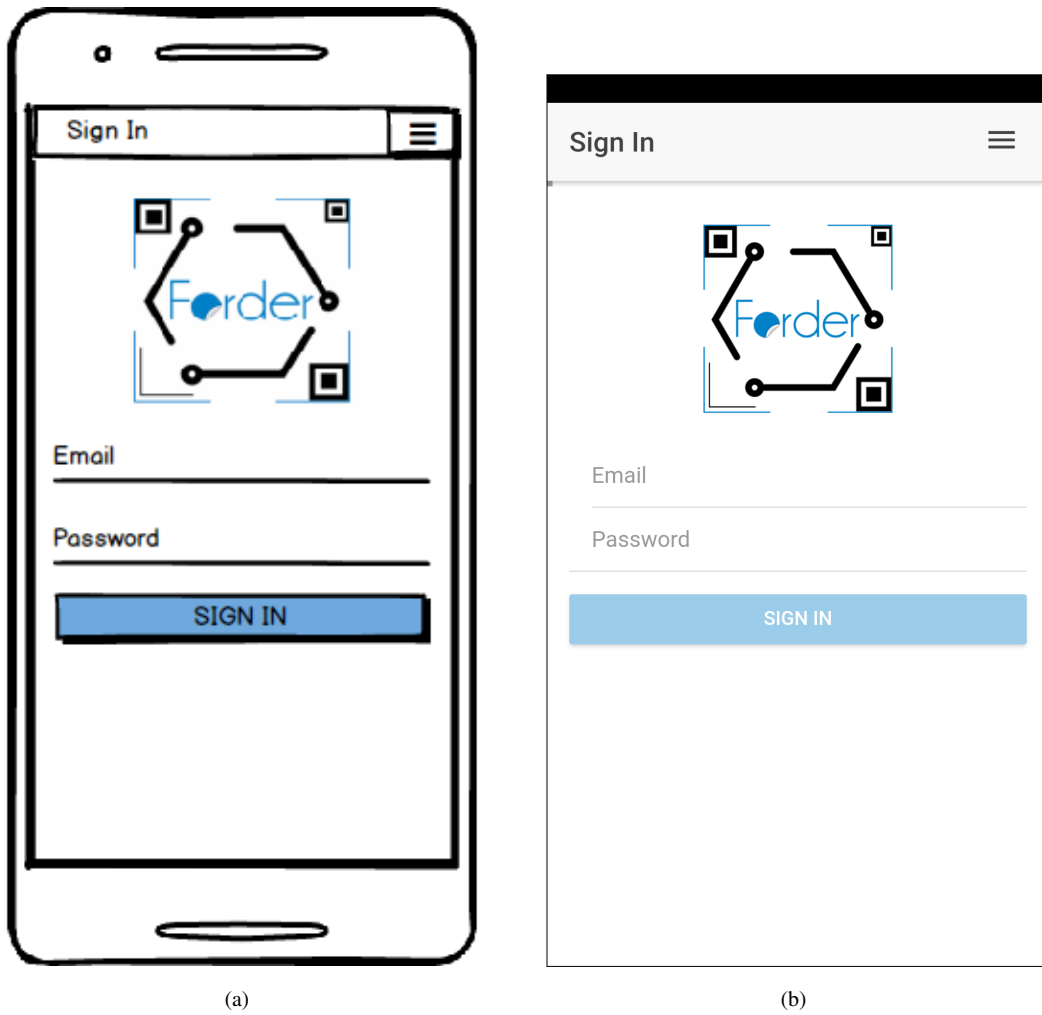 Sign In
Forder
Email
Password
SIGN IN
(a)
Sign In
Forder
Email
Password
SIGN IN
(b)